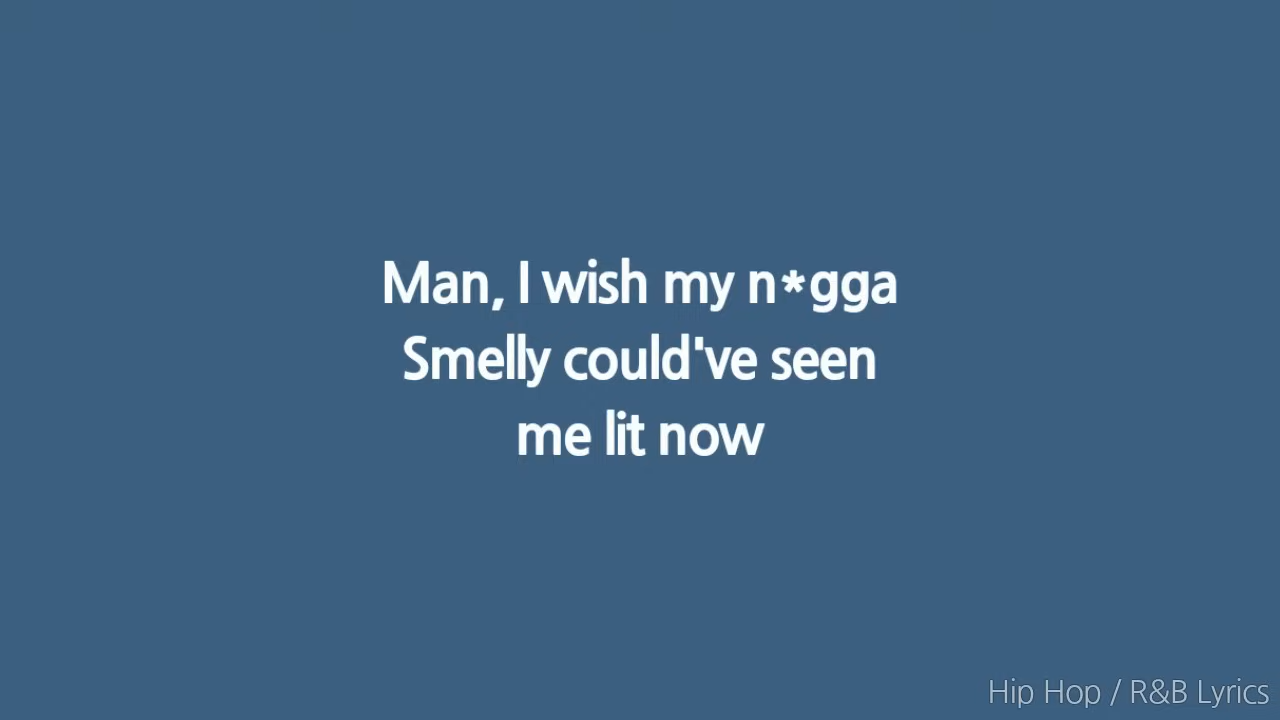 Man, I wish my n*gga
Smelly could've seen
me lit now
Hip Hop / R&B Lyrics